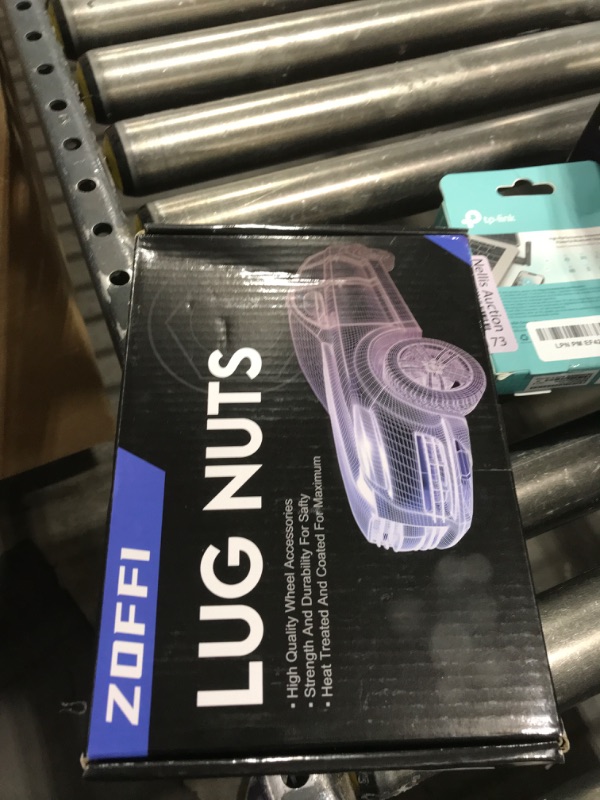 ZOFFI
LUG NUTS
• High Quality Wheel Accessories
• Strength And Durability For Safty
• Heat Treated And Coated For Maximum
tp-link
Nellis Auction
73
LPN PM EF42